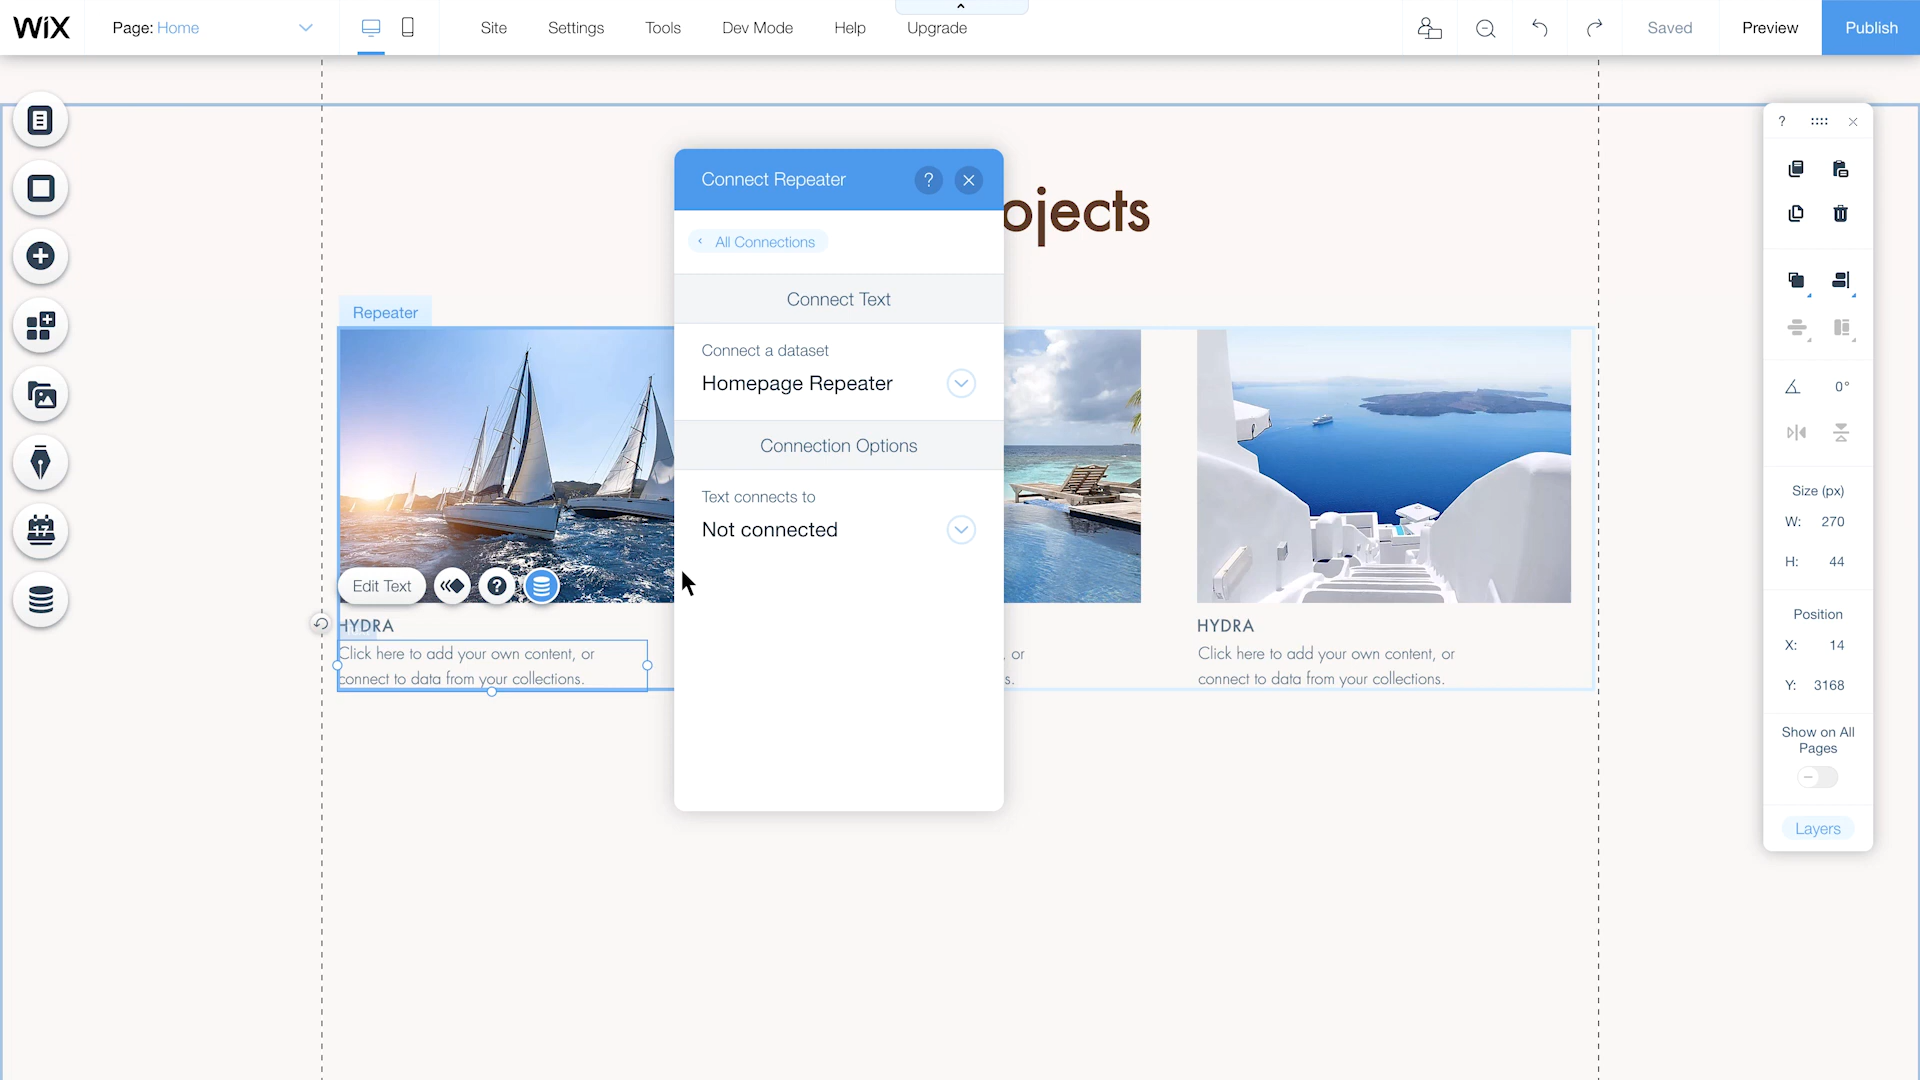 WiX
Page: Home
Site
Settings
Tools
Dev Mode
Help
Upgrade
Saved
Preview
Publish
Connect Repeater
?
All Connections
Connect Text
Connect a dataset
Homepage Repeater
Connection Options
Text connects to
Not connected
ojects
Repeater
Edit Text
?
HYDRA
Click here to add your own content, or
connect to data from your collections.
, or
s.
HYDRA
Click here to add your own content, or
connect to data from your collections.
17
?
0°
Size (px)
W: 270
H: 44
Position
X: 14
Y: 3168
Show on All
Pages
Layers